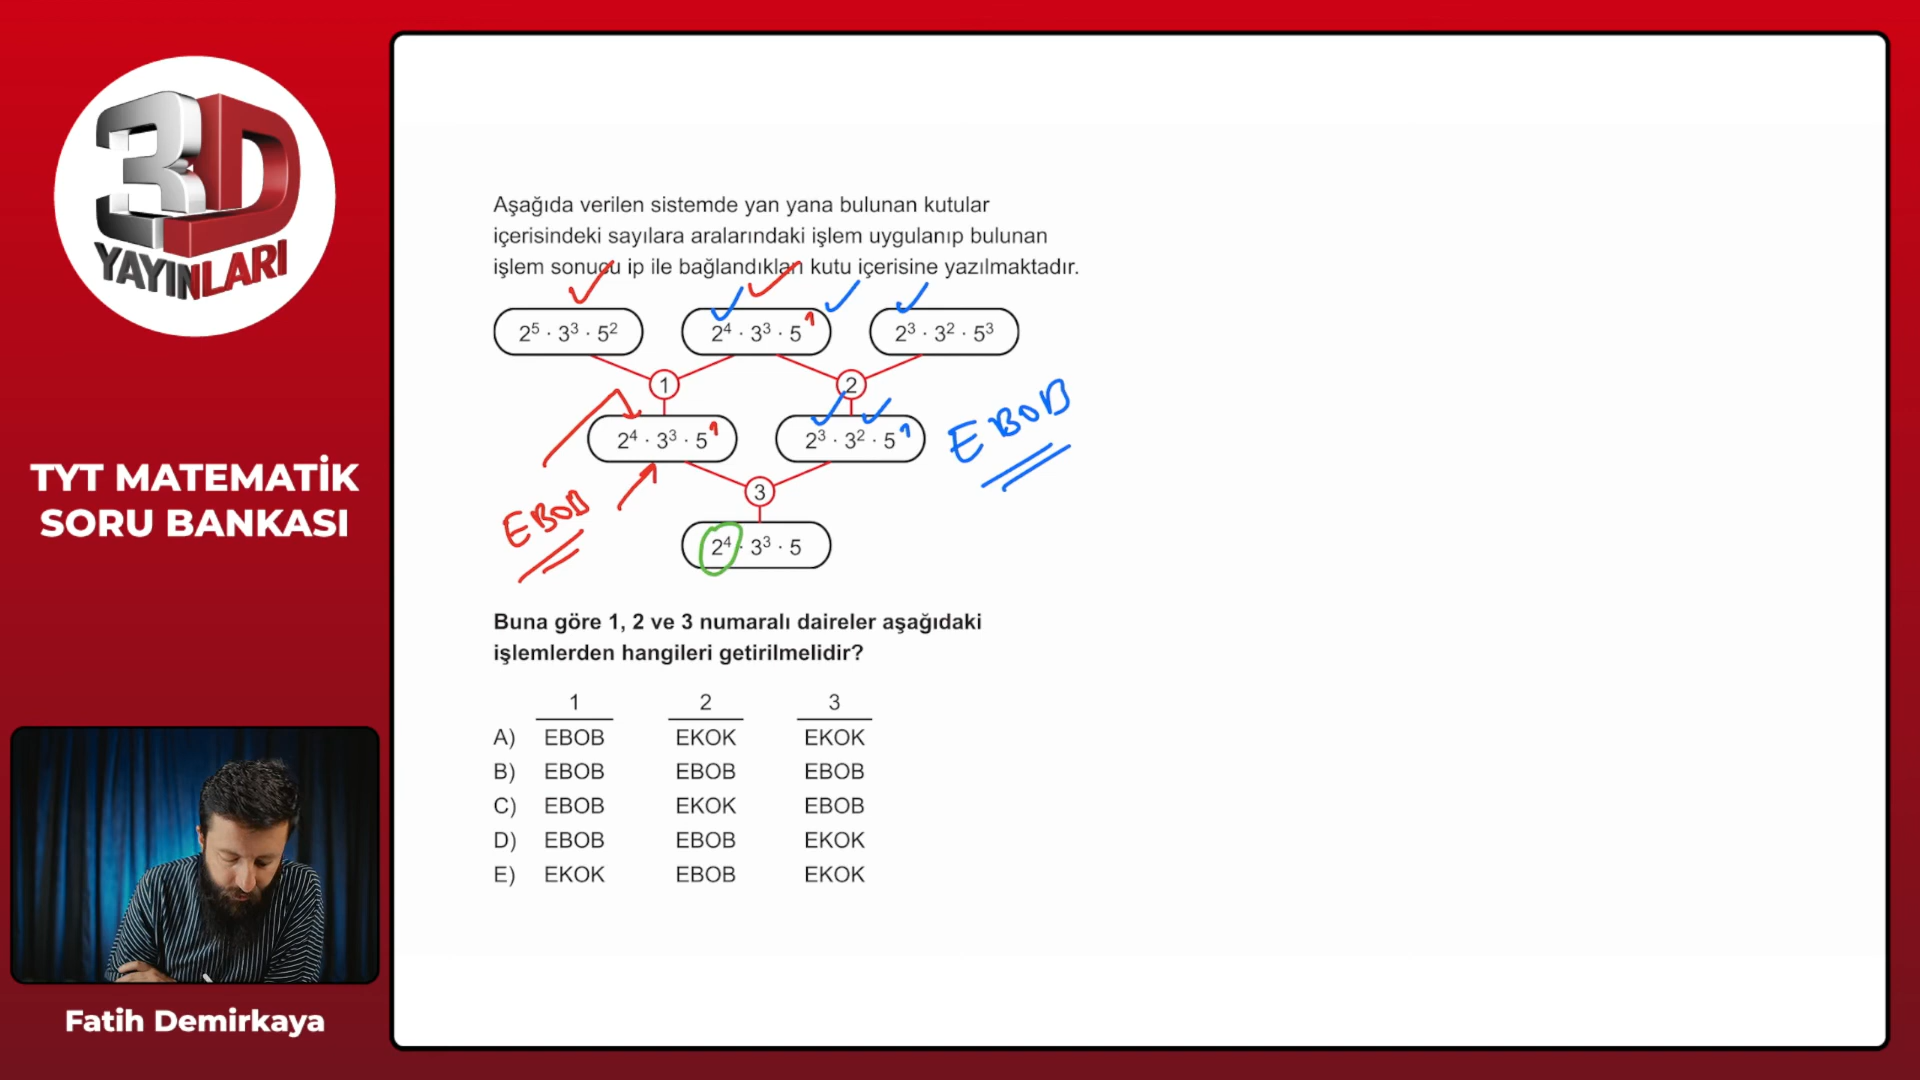 3D
YAYINLARI
TYT MATEMATİK
SORU BANKASI
Fatih Demirkaya
Aşağıda verilen sistemde yan yana bulunan kutular
içerisindeki sayılara aralarındaki işlem uygulanıp bulunan
işlem sonucu ip ile bağlandıkları kutu içerisine yazılmaktadır.
2⁵ · 3³ · 5² 2⁴ · 3³ · 5¹ 2³ · 3² · 5³
1 2
2⁴ · 3³ · 5¹ 2³ · 3² · 5¹ EBOB
3
EBOB
2⁴ · 3³ · 5
Buna göre 1, 2 ve 3 numaralı daireler aşağıdaki
işlemlerden hangileri getirilmelidir?
1 2 3
A) EBOB EKOK EKOK
B) EBOB EBOB EBOB
C) EBOB EKOK EBOB
D) EBOB EBOB EKOK
E) EKOK EBOB EKOK